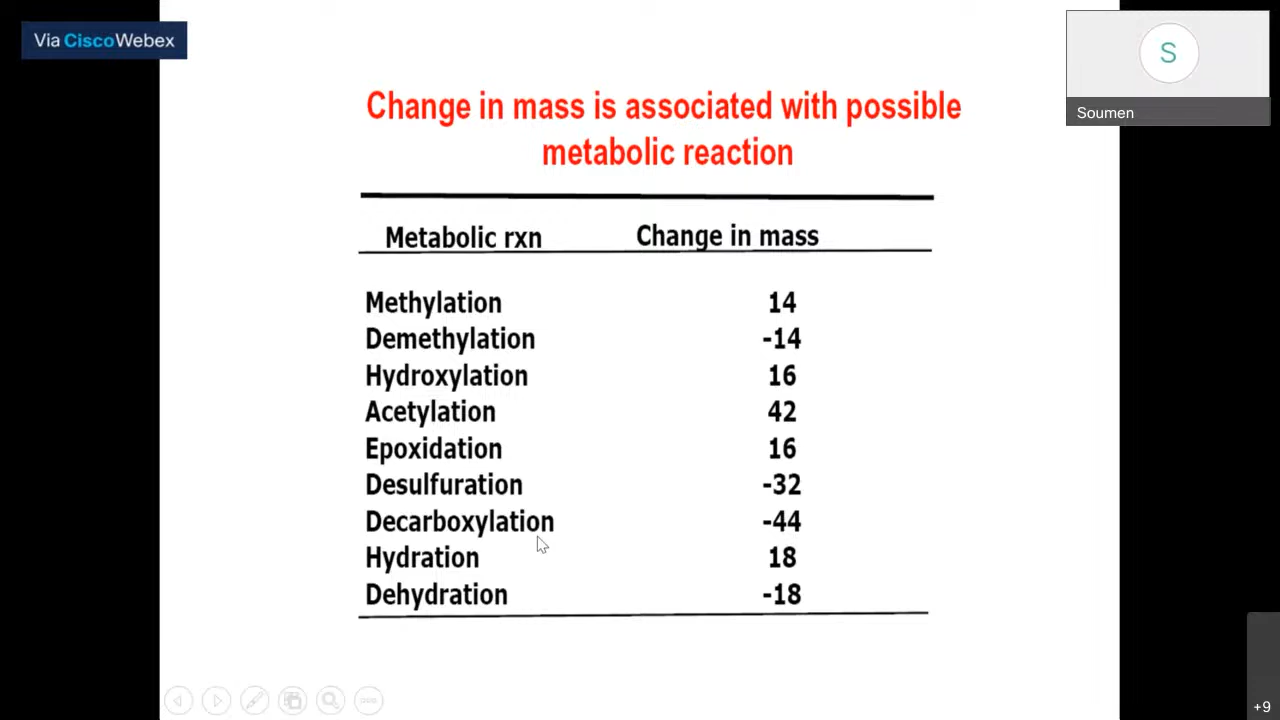 Via CiscoWebex
S
Soumen
Change in mass is associated with possible
metabolic reaction
Metabolic rxn Change in mass
Methylation 14
Demethylation -14
Hydroxylation 16
Acetylation 42
Epoxidation 16
Desulfuration -32
Decarboxylation -44
Hydration 18
Dehydration -18
+9